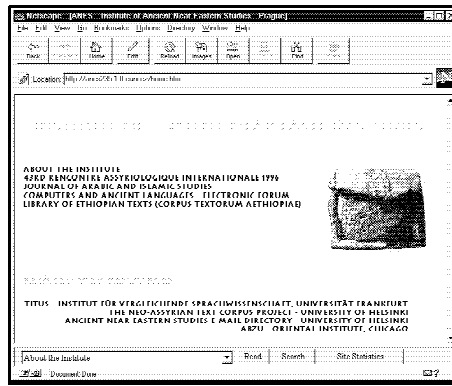 Netscape - [ANES - Institute of Ancient Near Eastern Studies - Prague]
File Edit View Go Bookmarks Options Directory Window Help
Back Home Edit Reload Images Open Find
Location: http://
ABOUT THE INSTITUTE
43RD RENCONTRE ASSYRIOLOGIQUE INTERNATIONALE 1996
JOURNAL OF ARABIC AND ISLAMIC STUDIES
COMPUTERS AND ANCIENT LANGUAGES - ELECTRONIC FORUM
LIBRARY OF ETHIOPIAN TEXTS (CORPUS TEXTORUM AETHIOPIAE)
TITUS - INSTITUT FÜR VERGLEICHENDE SPRACHWISSENSCHAFT, UNIVERSITÄT FRANKFURT
THE NEO-ASSYRIAN TEXT CORPUS PROJECT - UNIVERSITY OF HELSINKI
ANCIENT NEAR EASTERN STUDIES E-MAIL DIRECTORY - UNIVERSITY OF HELSINKI
ABZU - ORIENTAL INSTITUTE, CHICAGO
About the Institute Read Search Site Statistics
Document: Done